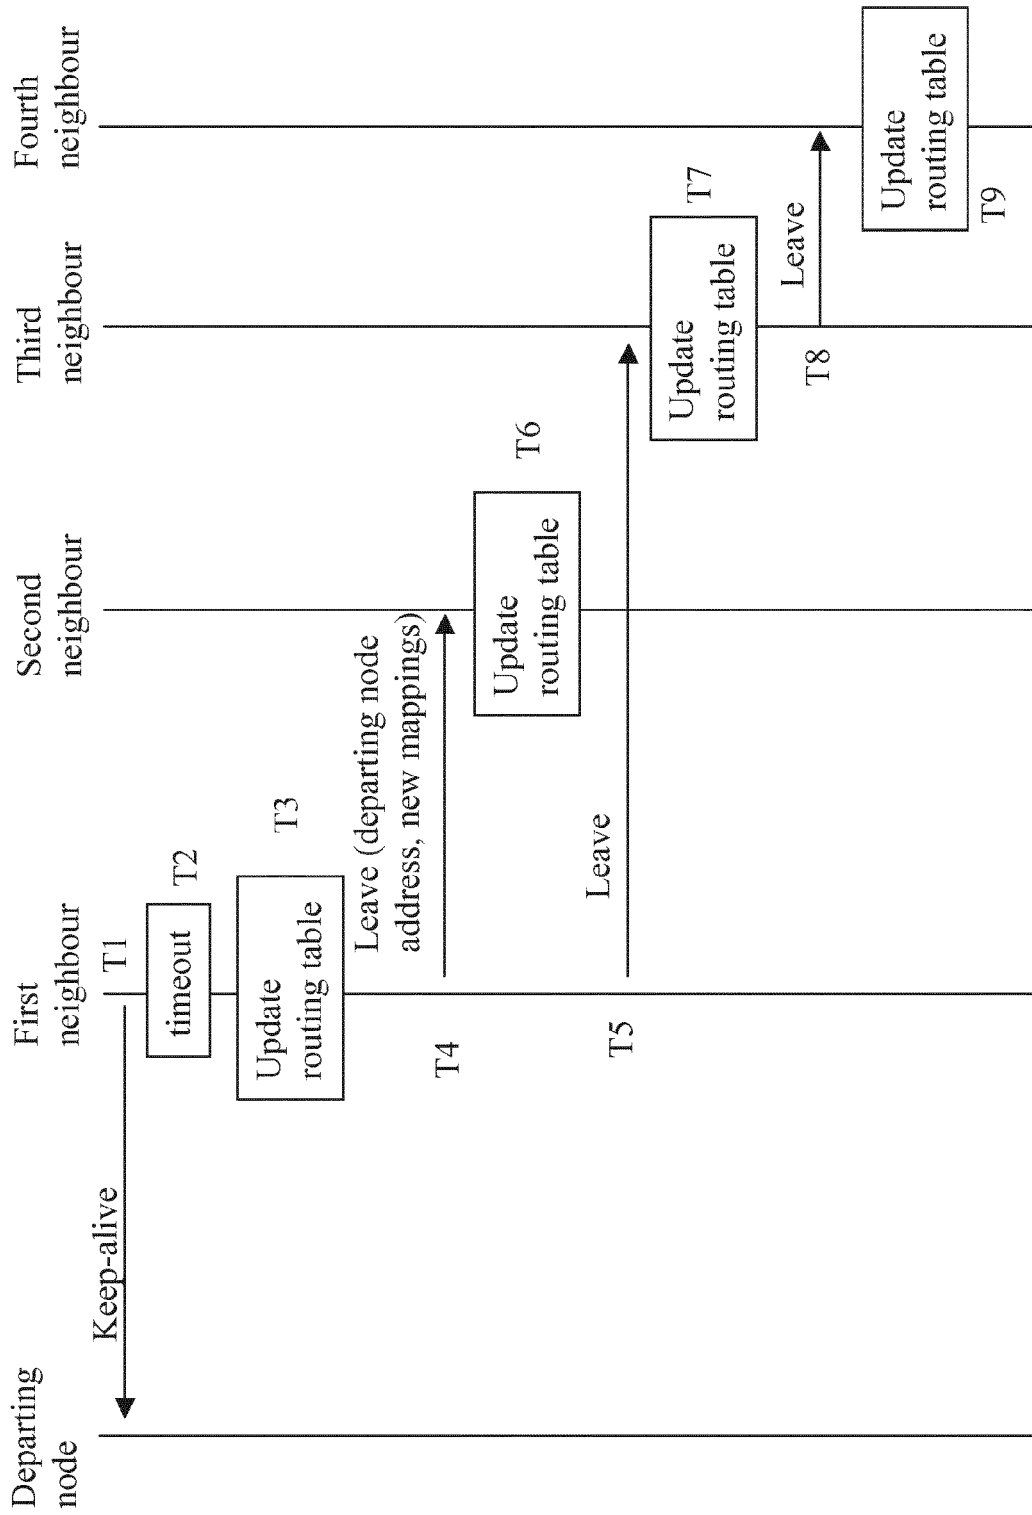 Departing
node
First
neighbour
Second
neighbour
Third
neighbour
Fourth
neighbour
Keep-alive
T1
timeout
T2
Update
routing table
T3
Leave (departing node
address, new mappings)
T4
Update
routing table
T6
Leave
T5
Update
routing table
T7
Leave
T8
Update
routing table
T9